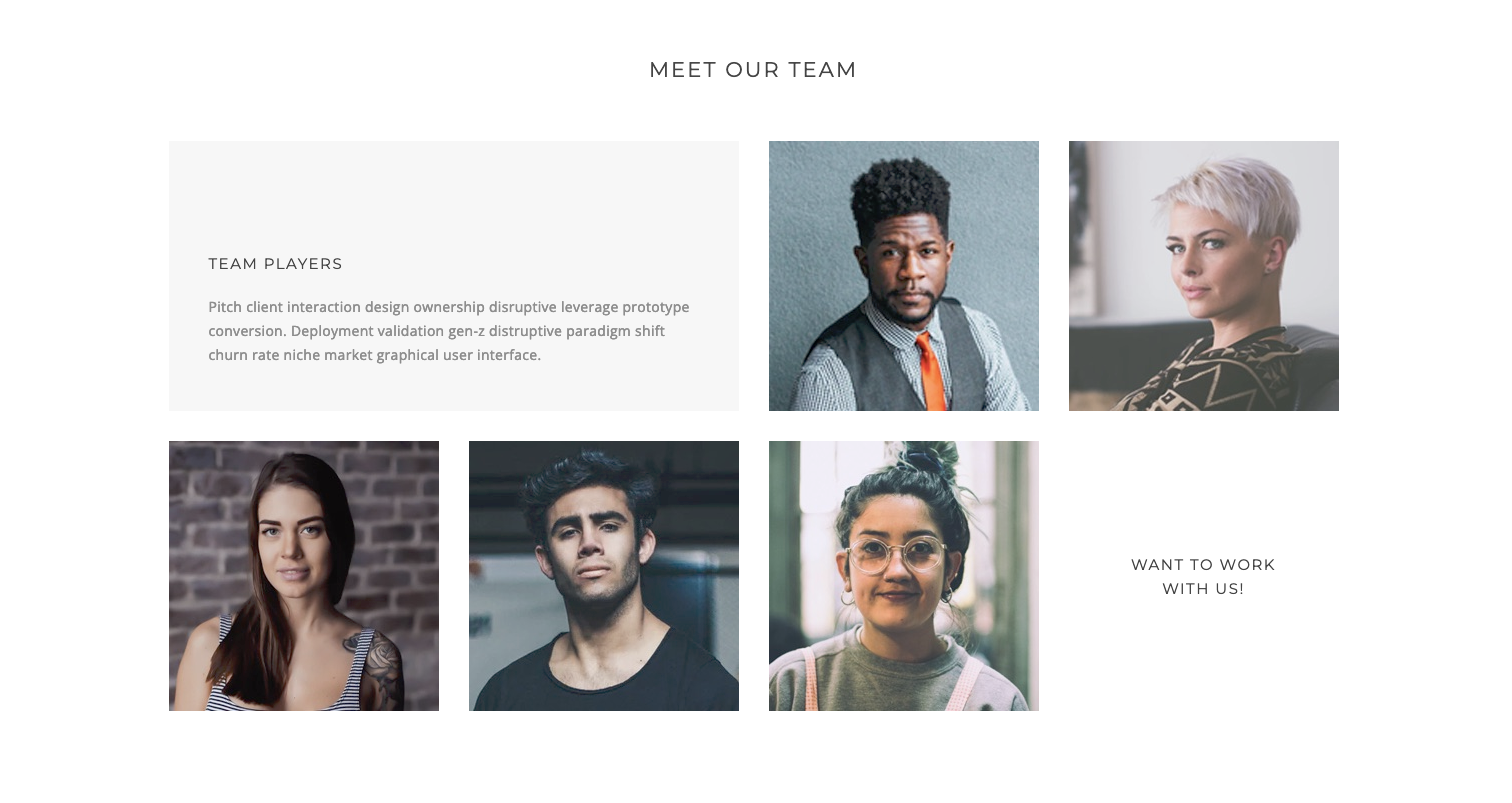 MEET OUR TEAM
TEAM PLAYERS
Pitch client interaction design ownership disruptive leverage prototype
conversion. Deployment validation gen-z distruptive paradigm shift
churn rate niche market graphical user interface.
WANT TO WORK
WITH US!